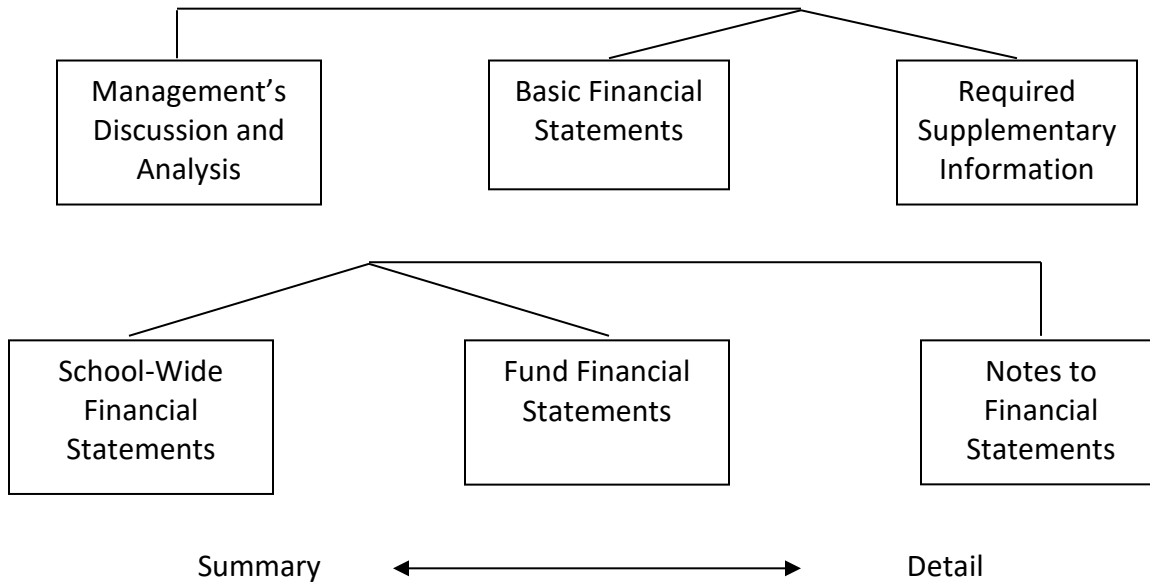 Management’s
Discussion and
Analysis
Basic Financial
Statements
Required
Supplementary
Information
School-Wide
Financial
Statements
Fund Financial
Statements
Notes to
Financial
Statements
Summary
Detail